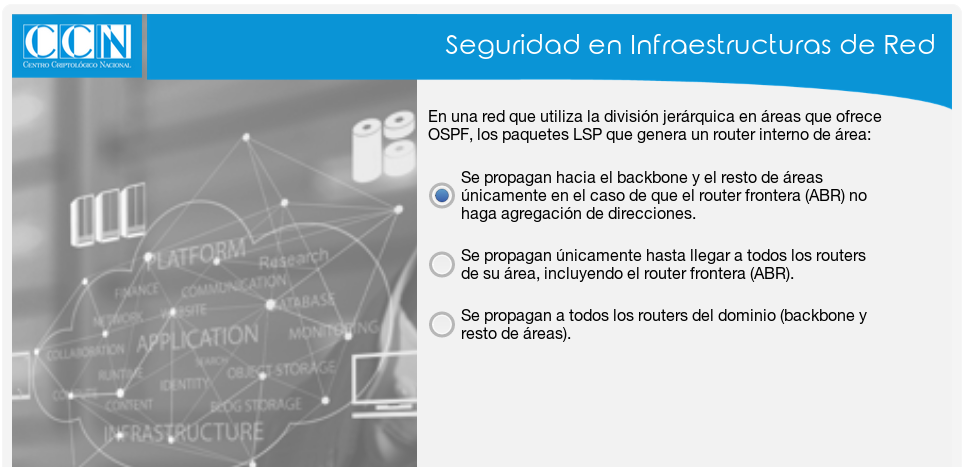 CCN
CENTRO CRIPTOLÓGICO NACIONAL
Seguridad en Infraestructuras de Red
En una red que utiliza la división jerárquica en áreas que ofrece
OSPF, los paquetes LSP que genera un router interno de área:
Se propagan hacia el backbone y el resto de áreas
únicamente en el caso de que el router frontera (ABR) no
haga agregación de direcciones.
Se propagan únicamente hasta llegar a todos los routers
de su área, incluyendo el router frontera (ABR).
Se propagan a todos los routers del dominio (backbone y
resto de áreas).
PLATFORM
Research
FINANCE
COMMUNICATION
DATABASE
NETWORK
WEBSITE
APPLICATION
MONITORING
COLLABORATION
SEARCH
RUNTIME
IDENTITY
OBJECT STORAGE
COMPUTE
CONTENT
BLOG STORAGE
INFRASTRUCTURE